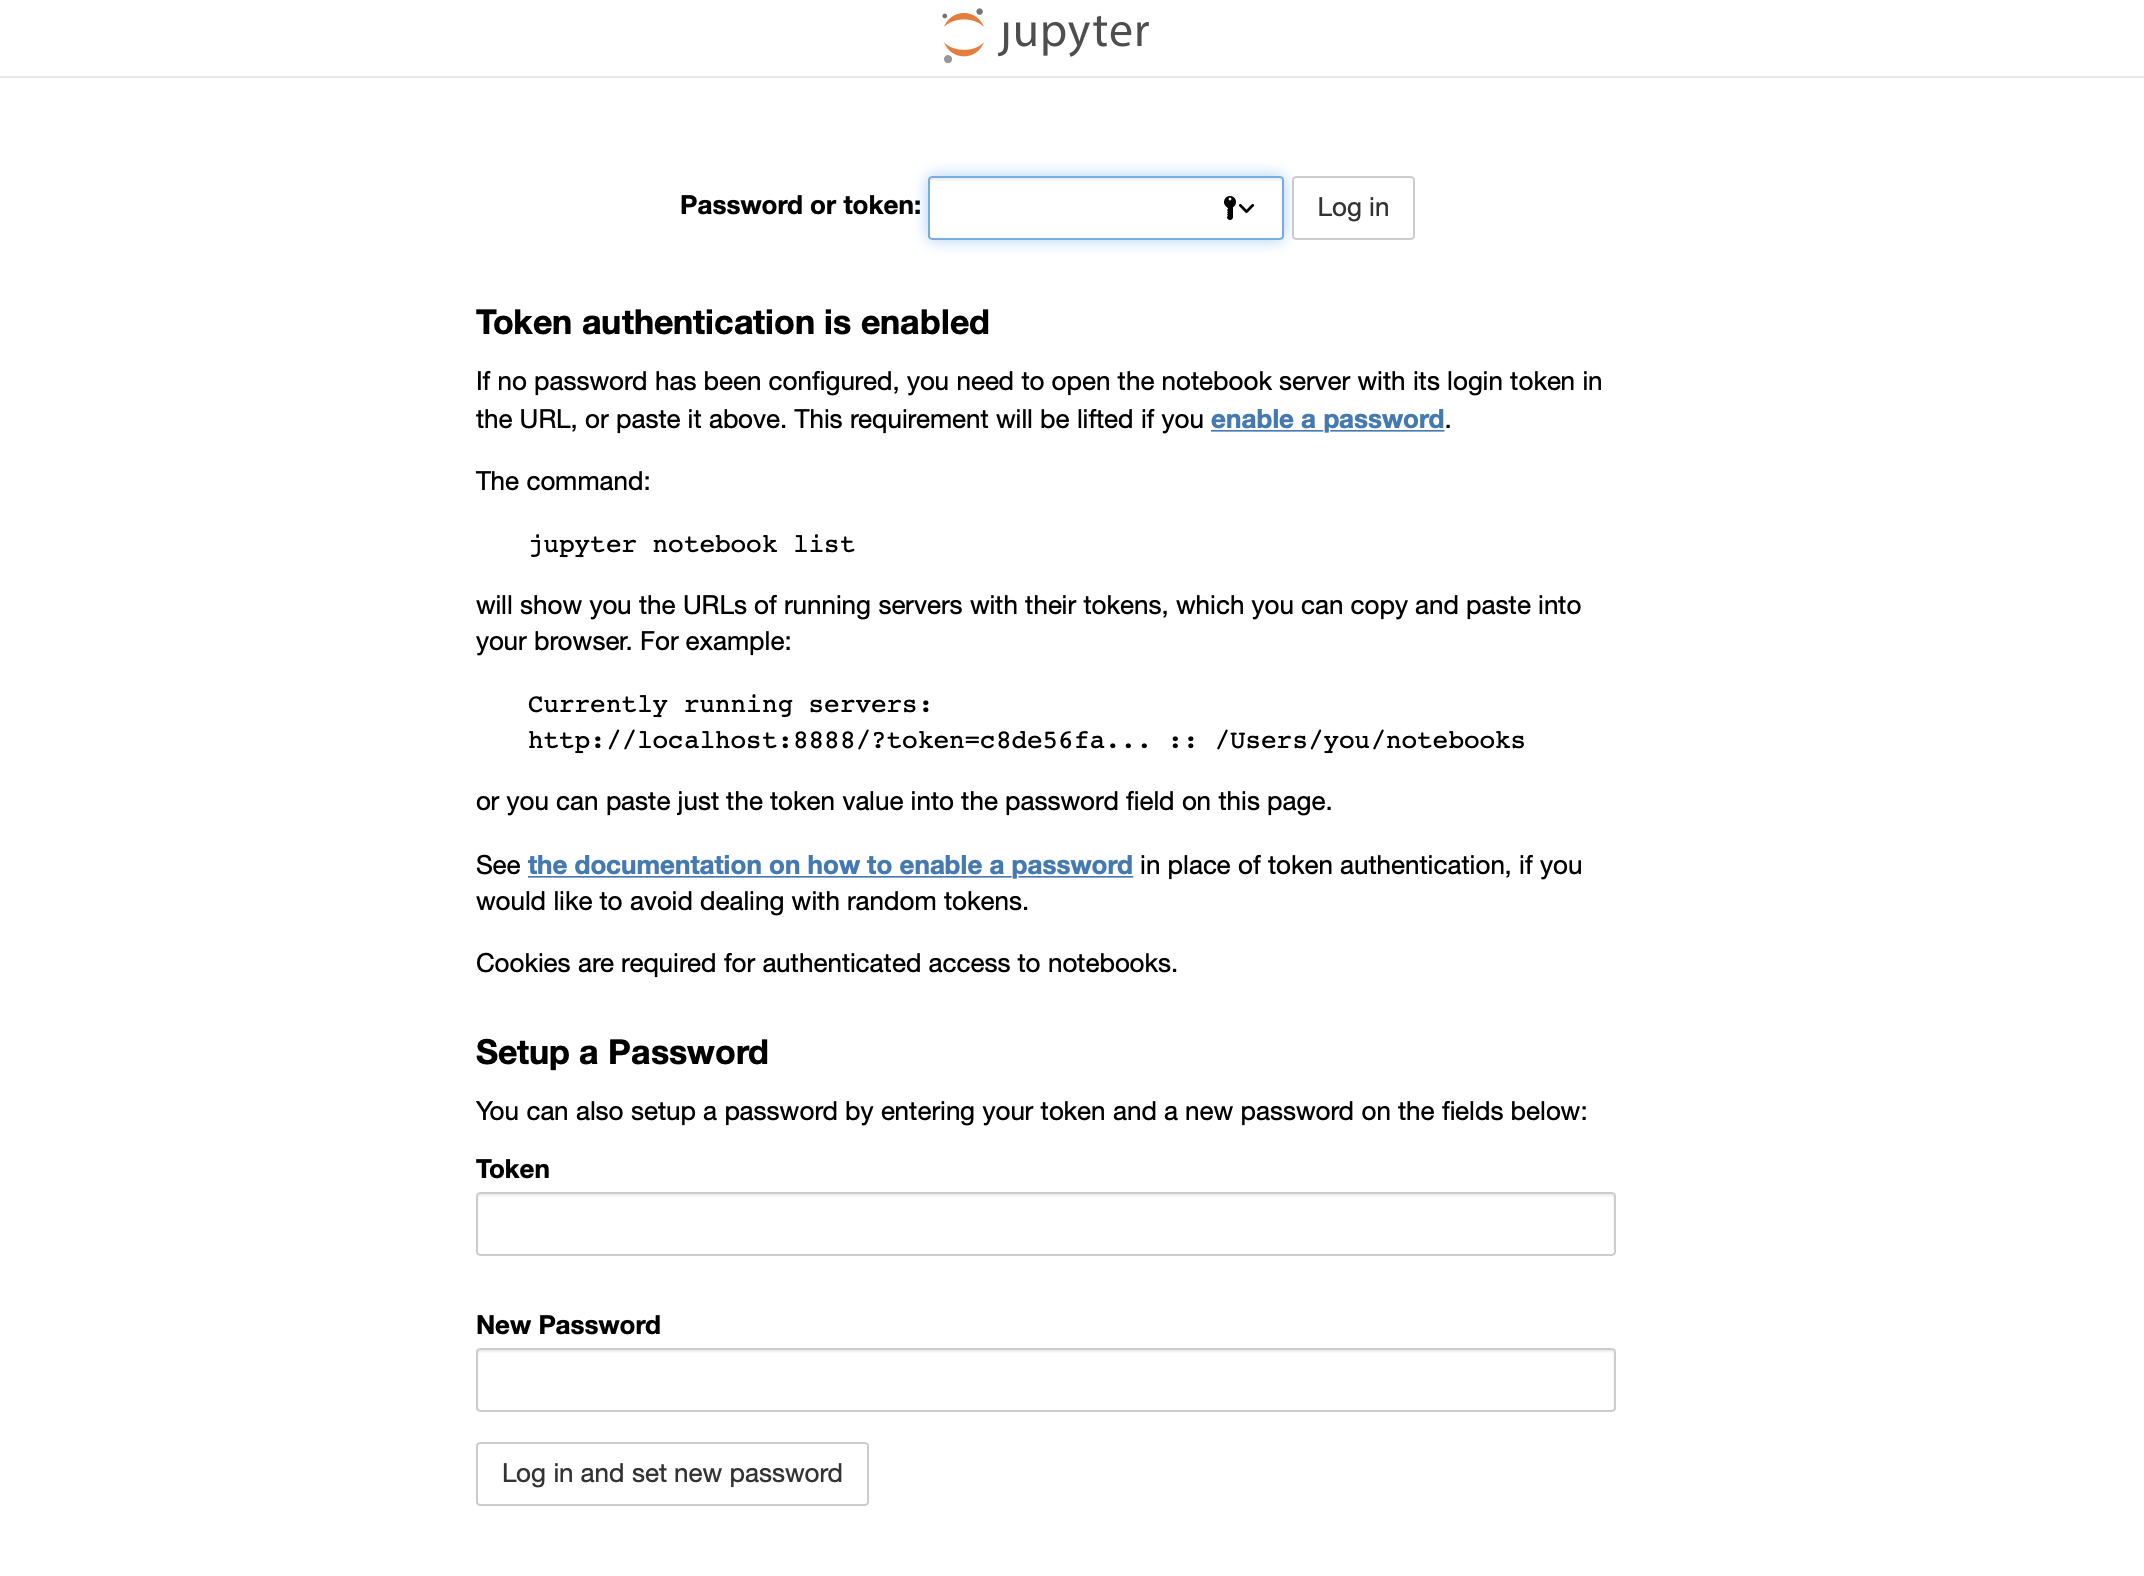 jupyter
Password or token:
Log in
Token authentication is enabled
If no password has been configured, you need to open the notebook server with its login token in
the URL, or paste it above. This requirement will be lifted if you enable a password.
The command:
jupyter notebook list
will show you the URLs of running servers with their tokens, which you can copy and paste into
your browser. For example:
Currently running servers:
http://localhost:8888/?token=c8de56fa... :: /Users/you/notebooks
or you can paste just the token value into the password field on this page.
See the documentation on how to enable a password in place of token authentication, if you
would like to avoid dealing with random tokens.
Cookies are required for authenticated access to notebooks.
Setup a Password
You can also setup a password by entering your token and a new password on the fields below:
Token
New Password
Log in and set new password